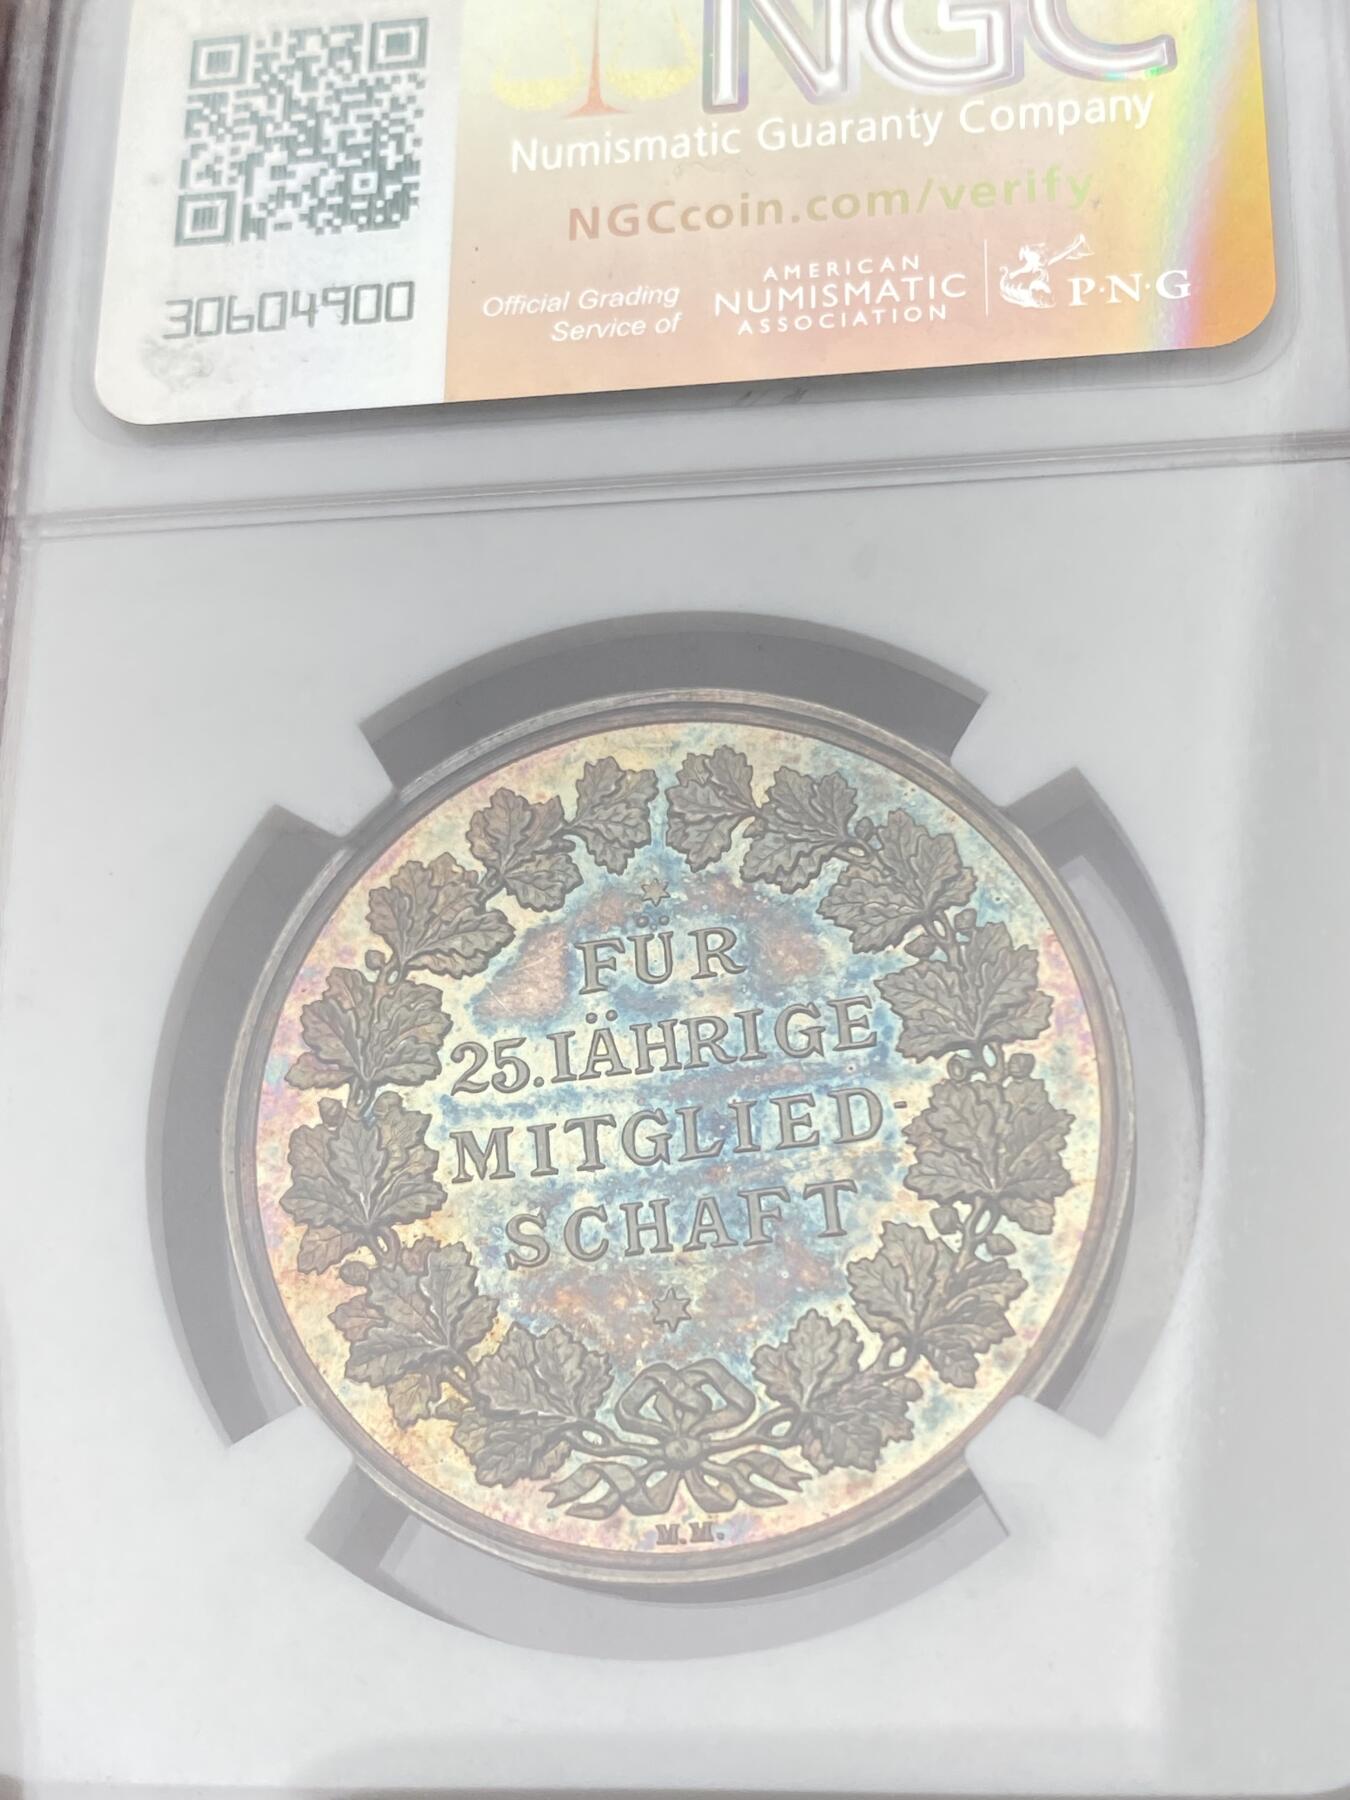 NGC
Numismatic Guaranty Company
NGCcoin.com/verify
30604900
Official Grading
Service of
AMERICAN
NUMISMATIC
ASSOCIATION
P·N·G
FÜR
25.IÄHRIGE
MITGLIED-
SCHAFT
M.M.